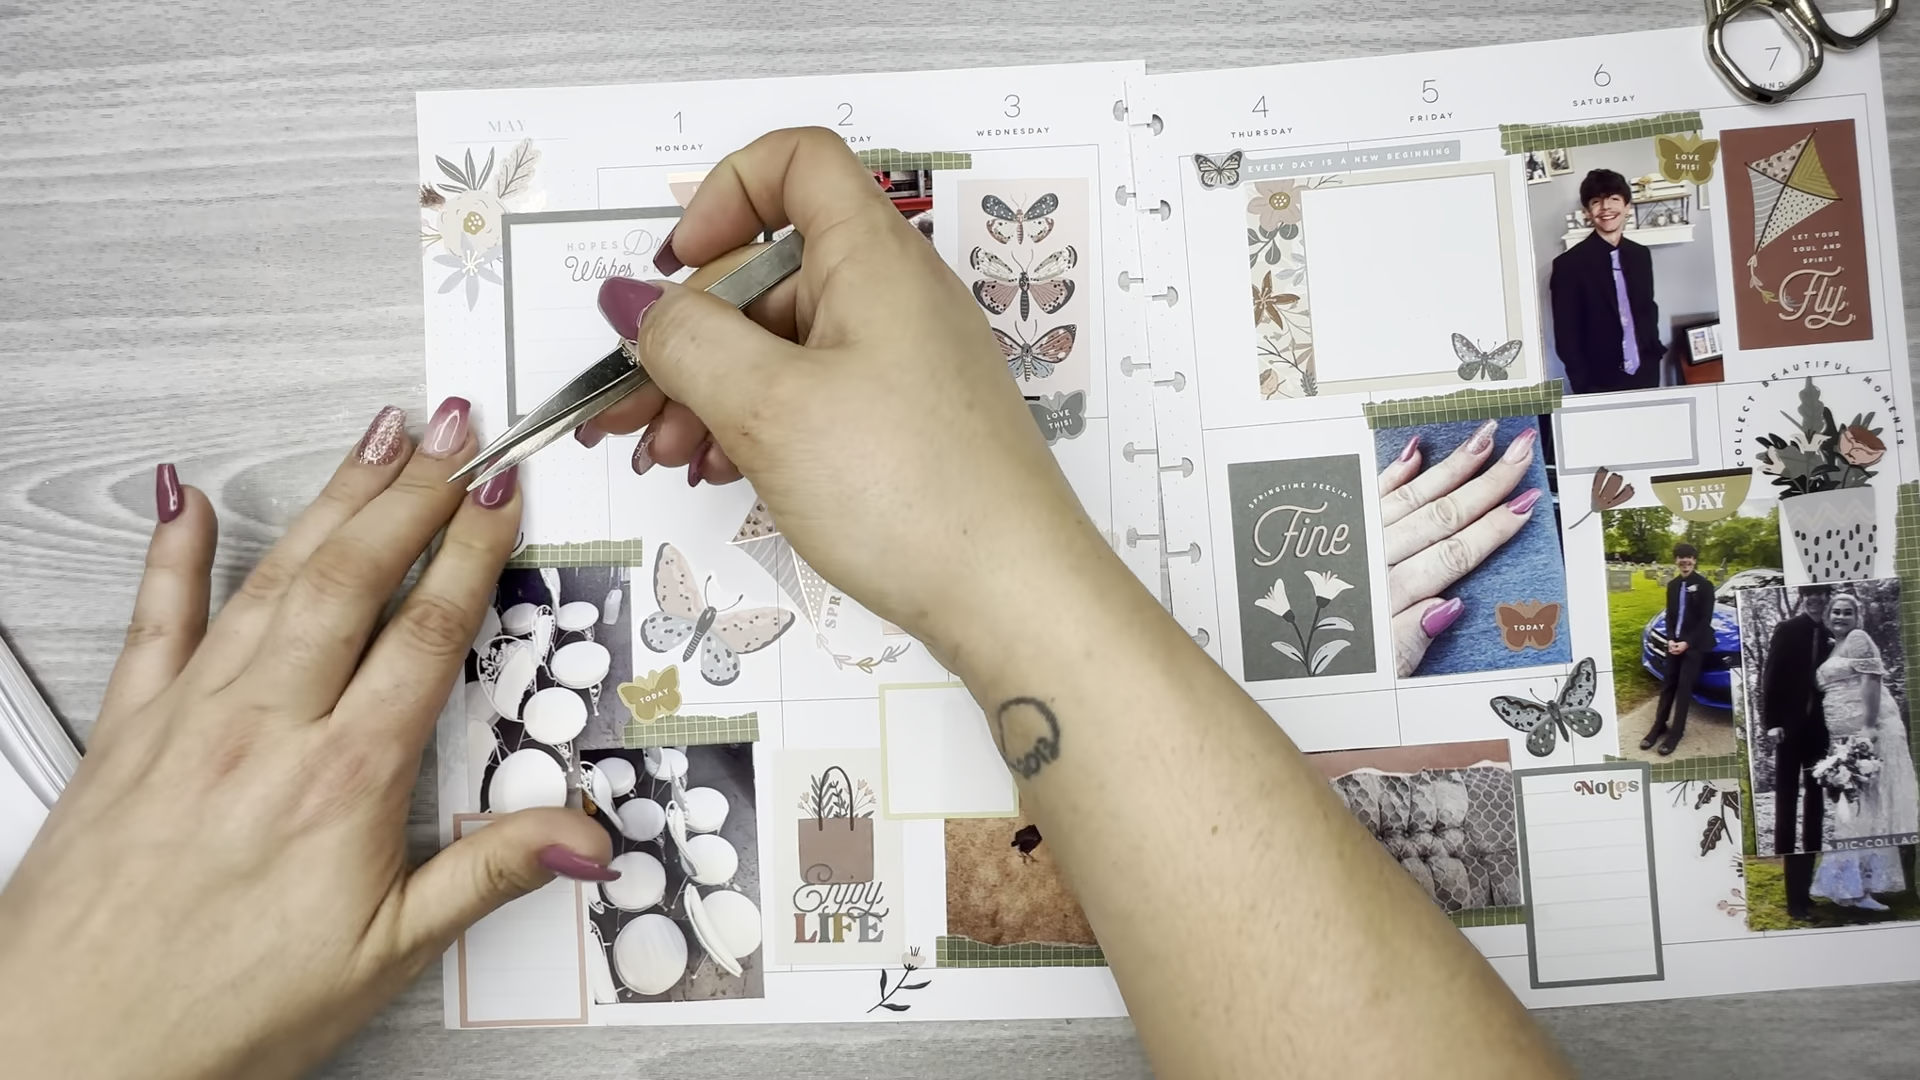 MAY
1
MONDAY
2
3
WEDNESDAY
4
THURSDAY
5
FRIDAY
6
SATURDAY
7
HOPES
Wishes
LOVE
THIS!
TODAY
Enjoy
LIFE
EVERY DAY IS A NEW BEGINNING
LOVE
THIS!
LET YOUR
SOUL AND
SPIRIT
Fly
COLLECT BEAUTIFUL MOMENTS
SPRINGTIME FEELIN'
Fine
TODAY
THE BEST
DAY
Notes
PIC•COLLAG